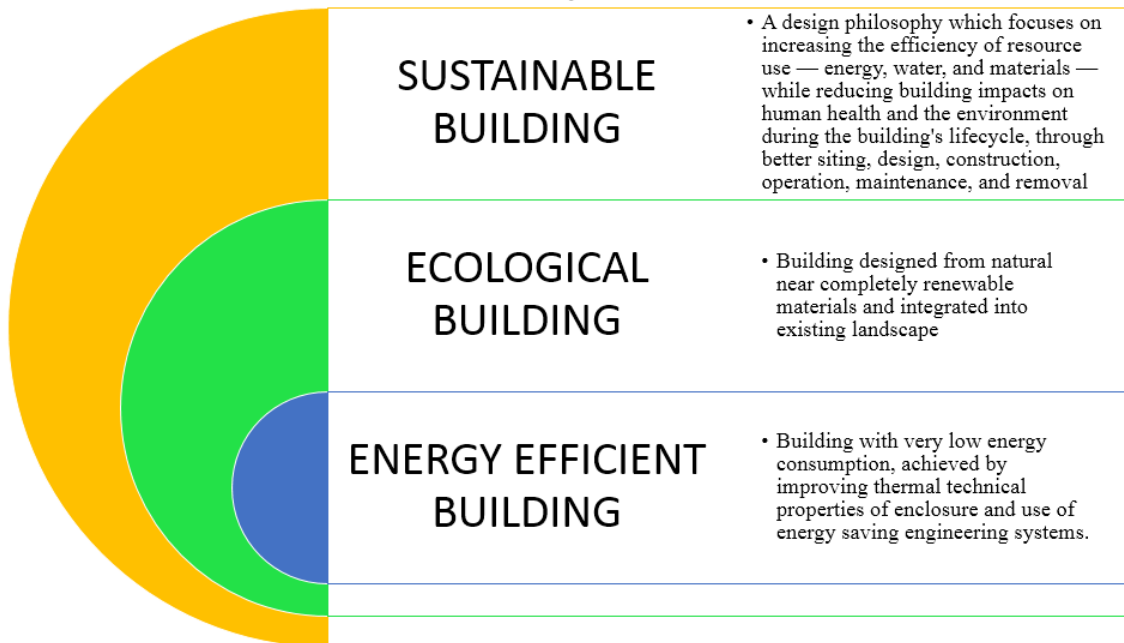 SUSTAINABLE
BUILDING
• A design philosophy which focuses on
increasing the efficiency of resource
use — energy, water, and materials —
while reducing building impacts on
human health and the environment
during the building's lifecycle, through
better siting, design, construction,
operation, maintenance, and removal
ECOLOGICAL
BUILDING
• Building designed from natural
near completely renewable
materials and integrated into
existing landscape
ENERGY EFFICIENT
BUILDING
• Building with very low energy
consumption, achieved by
improving thermal technical
properties of enclosure and use of
energy saving engineering systems.